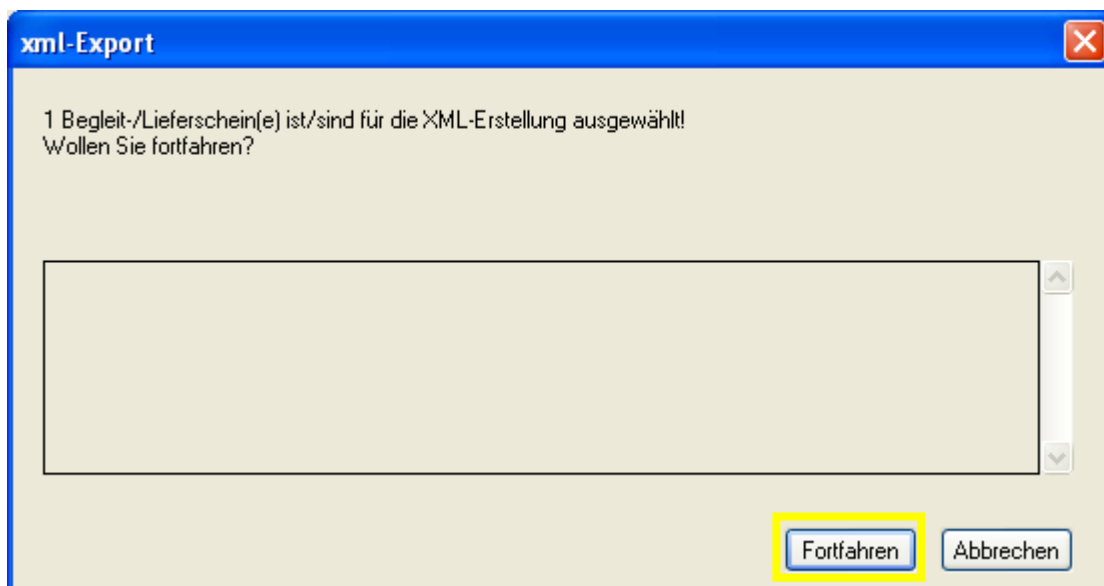 xml-Export
1 Begleit-/Lieferschein(e) ist/sind für die XML-Erstellung ausgewählt!
Wollen Sie fortfahren?
Fortfahren
Abbrechen